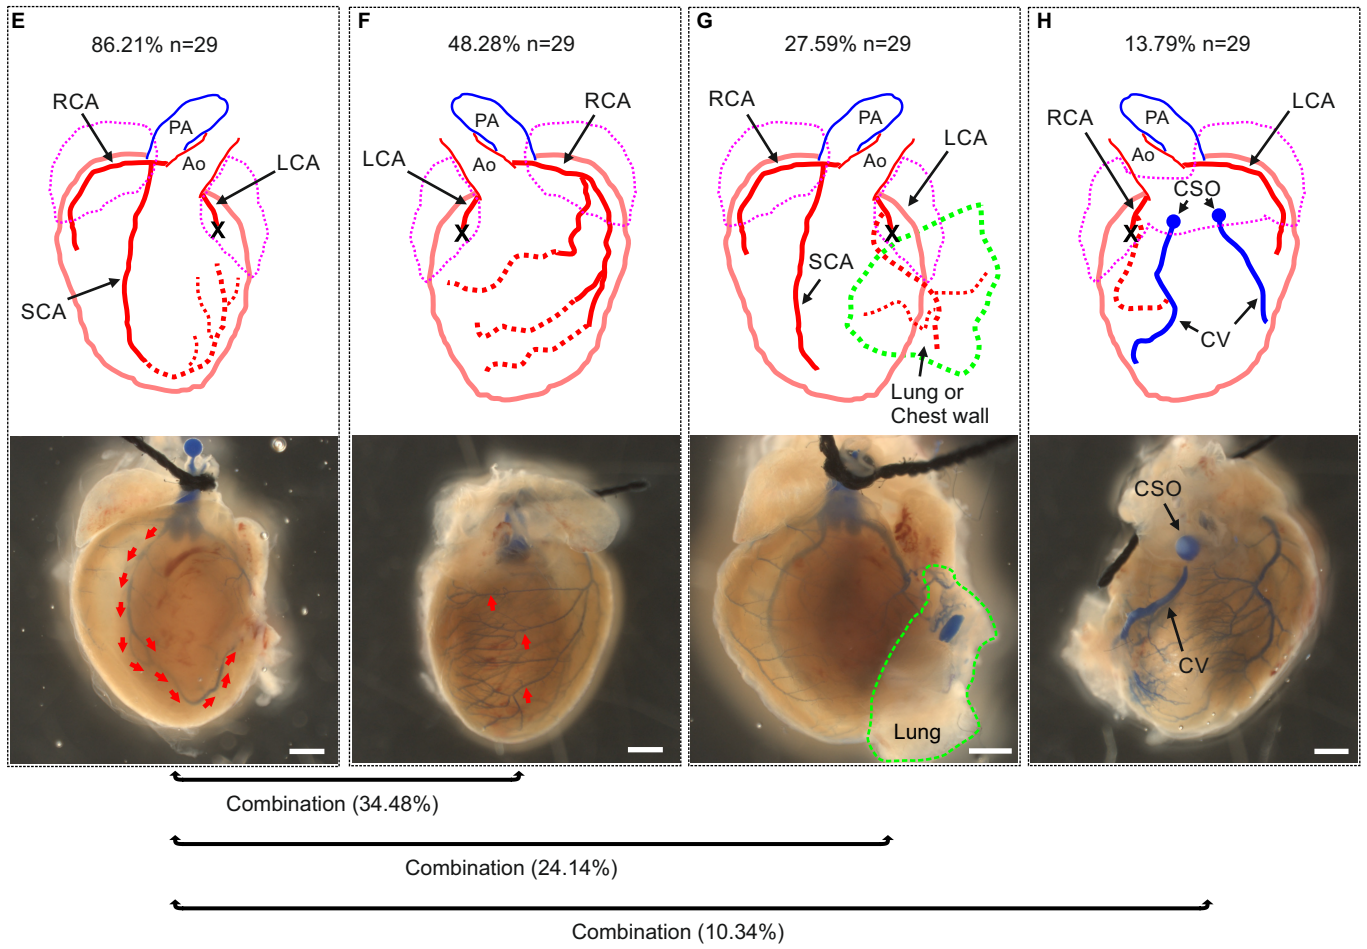 E
86.21% n=29
RCA
PA
Ao
LCA
SCA
X
F
48.28% n=29
RCA
PA
Ao
LCA
X
G
27.59% n=29
RCA
PA
Ao
LCA
X
SCA
Lung or
Chest wall
Lung
H
13.79% n=29
LCA
RCA
PA
Ao
CSO
X
CV
CSO
CV
Combination (34.48%)
Combination (24.14%)
Combination (10.34%)